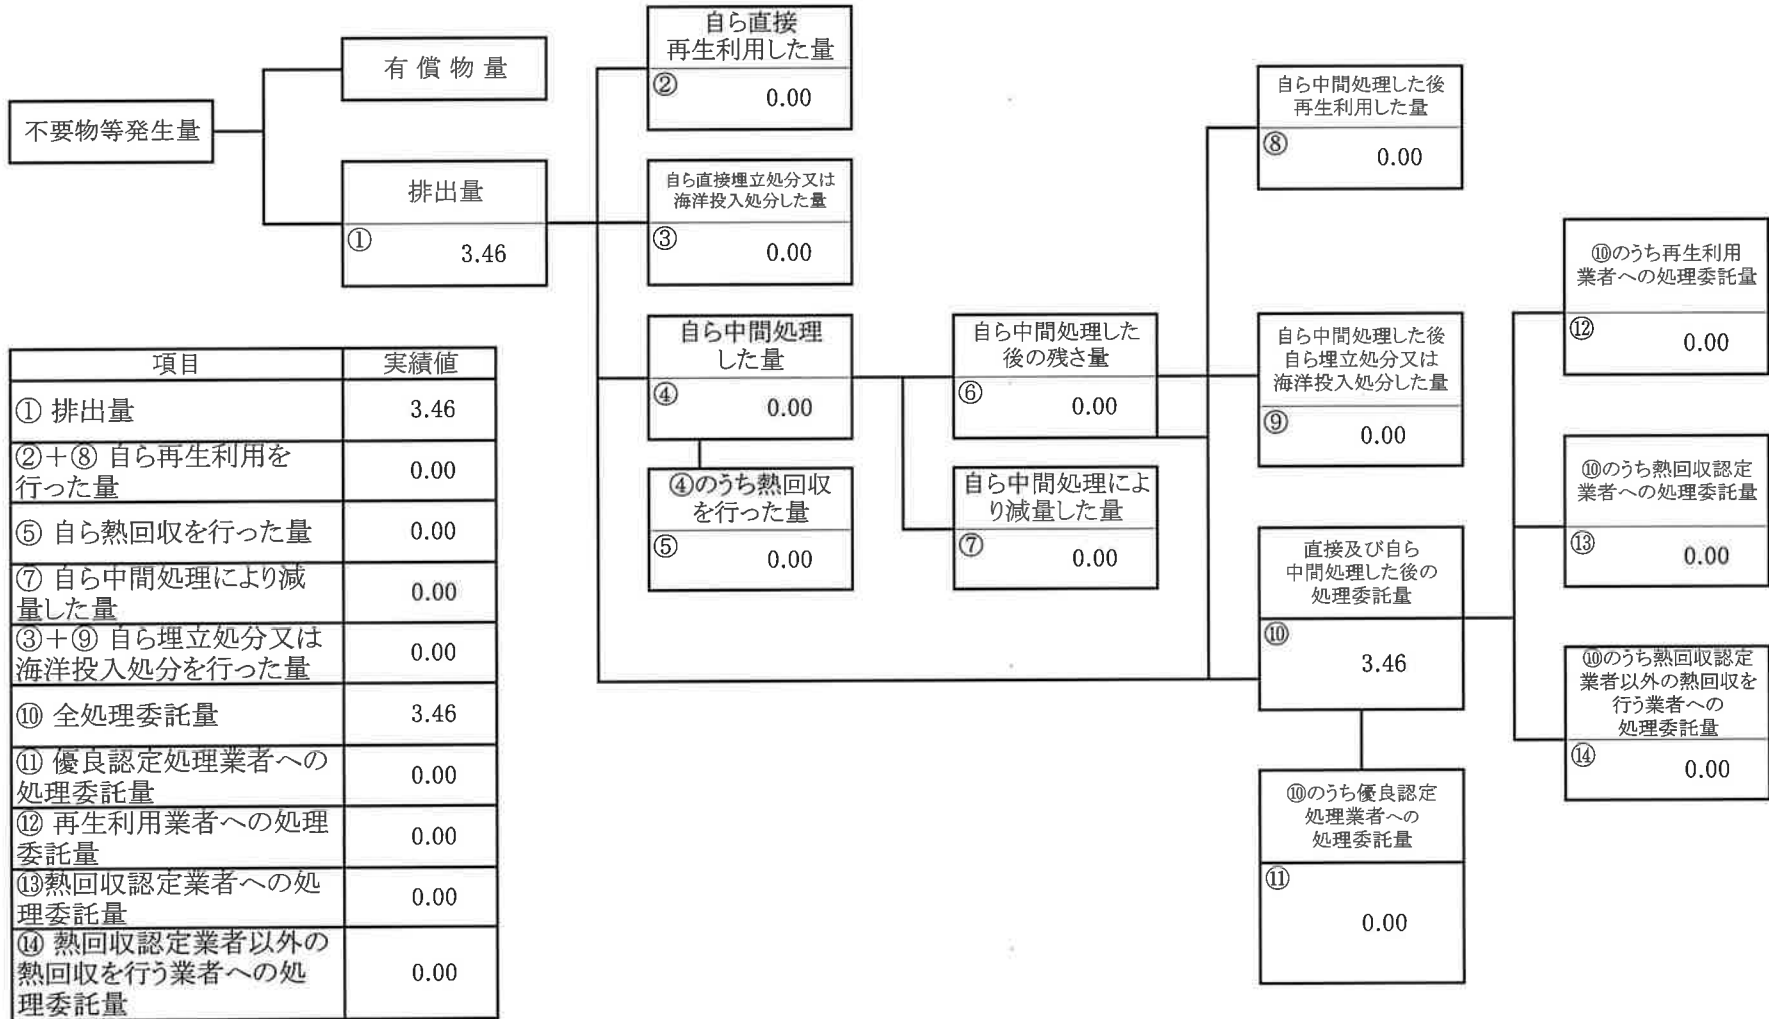 不要物等発生量
有償物量
排出量
①
3.46
自ら直接
再生利用した量
②
0.00
自ら直接埋立処分又は
海洋投入処分した量
③
0.00
自ら中間処理
した量
④
0.00
④のうち熱回収
を行った量
⑤
0.00
自ら中間処理した
後の残さ量
⑥
0.00
自ら中間処理によ
り減量した量
⑦
0.00
自ら中間処理した後
再生利用した量
⑧
0.00
自ら中間処理した後
自ら埋立処分又は
海洋投入処分した量
⑨
0.00
直接及び自ら
中間処理した後の
処理委託量
⑩
3.46
⑩のうち優良認定
処理業者への
処理委託量
⑪
0.00
⑩のうち再生利用
業者への処理委託量
⑫
0.00
⑩のうち熱回収認定
業者への処理委託量
⑬
0.00
⑩のうち熱回収認定
業者以外の熱回収を
行う業者への
処理委託量
⑭
0.00
項目 実績値
① 排出量 3.46
②+⑧ 自ら再生利用を
行った量 0.00
⑤ 自ら熱回収を行った量 0.00
⑦ 自ら中間処理により減
量した量 0.00
③+⑨ 自ら埋立処分又は
海洋投入処分を行った量 0.00
⑩ 全処理委託量 3.46
⑪ 優良認定処理業者への
処理委託量 0.00
⑫ 再生利用業者への処理
委託量 0.00
⑬熱回収認定業者への処
理委託量 0.00
⑭ 熱回収認定業者以外の
熱回収を行う業者への処
理委託量 0.00